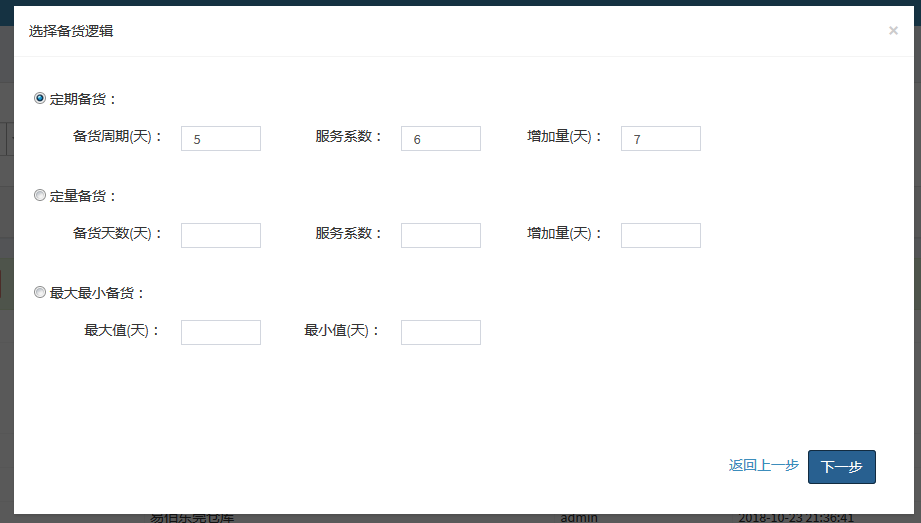 选择备货逻辑
×
定期备货：
备货周期(天)： 5 服务系数： 6 增加量(天)： 7
定量备货：
备货天数(天)： 服务系数： 增加量(天)：
最大最小备货：
最大值(天)： 最小值(天)：
返回上一步 下一步
易佰东莞仓库 admin 2018-10-23 21:36:41